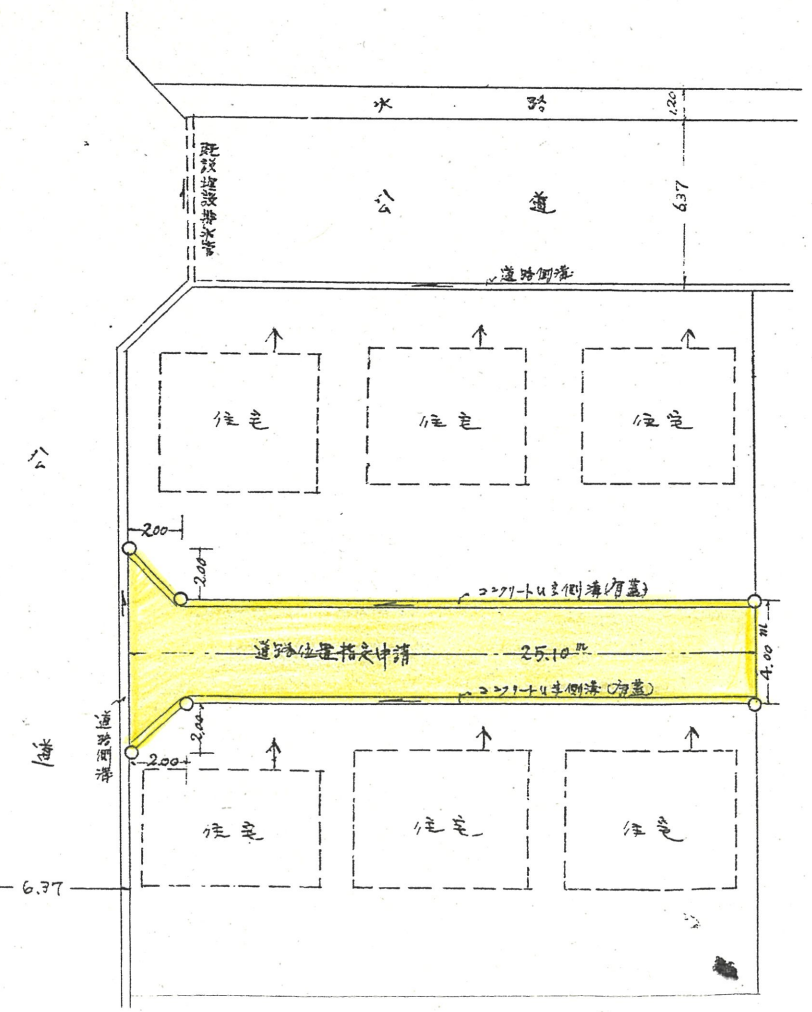 水 路
1.20
既設埋設排水溝
公 道
6.37
道路側溝
住宅
住宅
住宅
公
2.00
2.00
コンクリートU字側溝(有蓋)
道路位置指定申請
25.10m
4.00m
コンクリートU字側溝(有蓋)
2.00
2.00
道路側溝
道
住宅
住宅
住宅
6.37